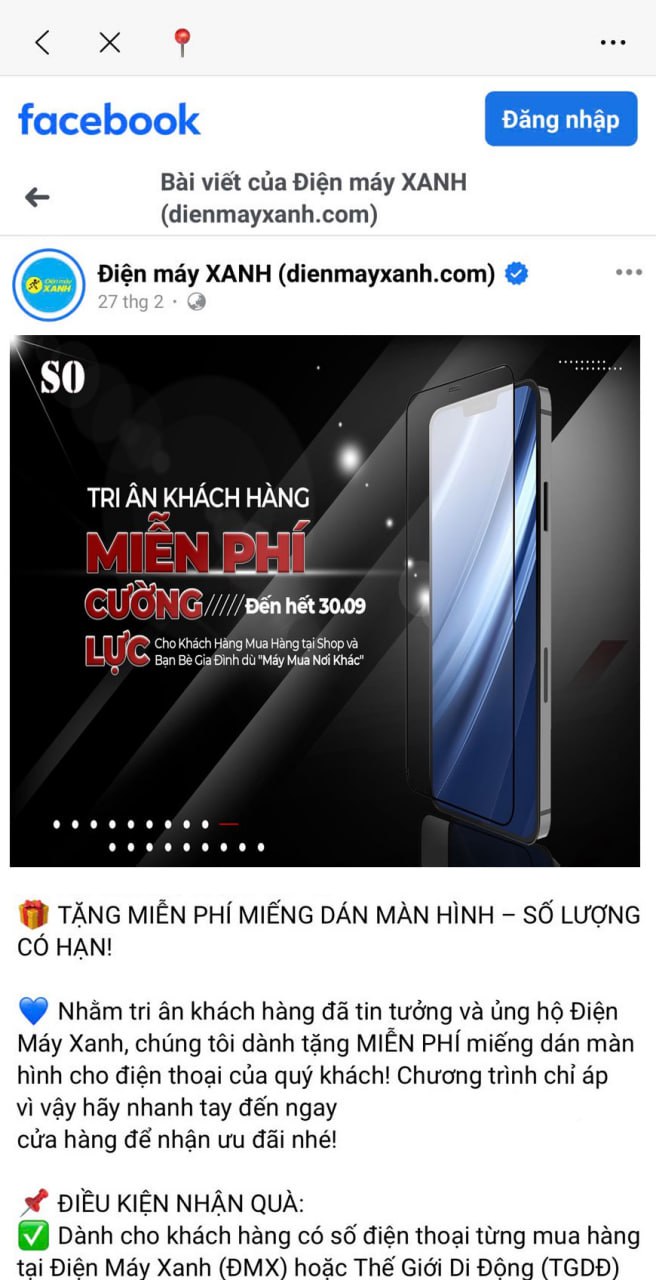 facebook
Đăng nhập
Bài viết của Điện máy XANH
(dienmayxanh.com)
Điện máy XANH
Điện máy XANH (dienmayxanh.com)
27 thg 2 ·
SO
TRI ÂN KHÁCH HÀNG
MIỄN PHÍ
CƯỜNG/////Đến hết 30.09
LỰC
Cho Khách Hàng Mua Hàng tại Shop và
Bạn Bè Gia Đình dù "Máy Mua Nơi Khác"
🎁 TẶNG MIỄN PHÍ MIẾNG DÁN MÀN HÌNH – SỐ LƯỢNG
CÓ HẠN!
💙 Nhằm tri ân khách hàng đã tin tưởng và ủng hộ Điện
Máy Xanh, chúng tôi dành tặng MIỄN PHÍ miếng dán màn
hình cho điện thoại của quý khách! Chương trình chỉ áp
vì vậy hãy nhanh tay đến ngay
cửa hàng để nhận ưu đãi nhé!
📌 ĐIỀU KIỆN NHẬN QUÀ:
✅ Dành cho khách hàng có số điện thoại từng mua hàng
tại Điện Máy Xanh (ĐMX) hoặc Thế Giới Di Động (TGDĐ)